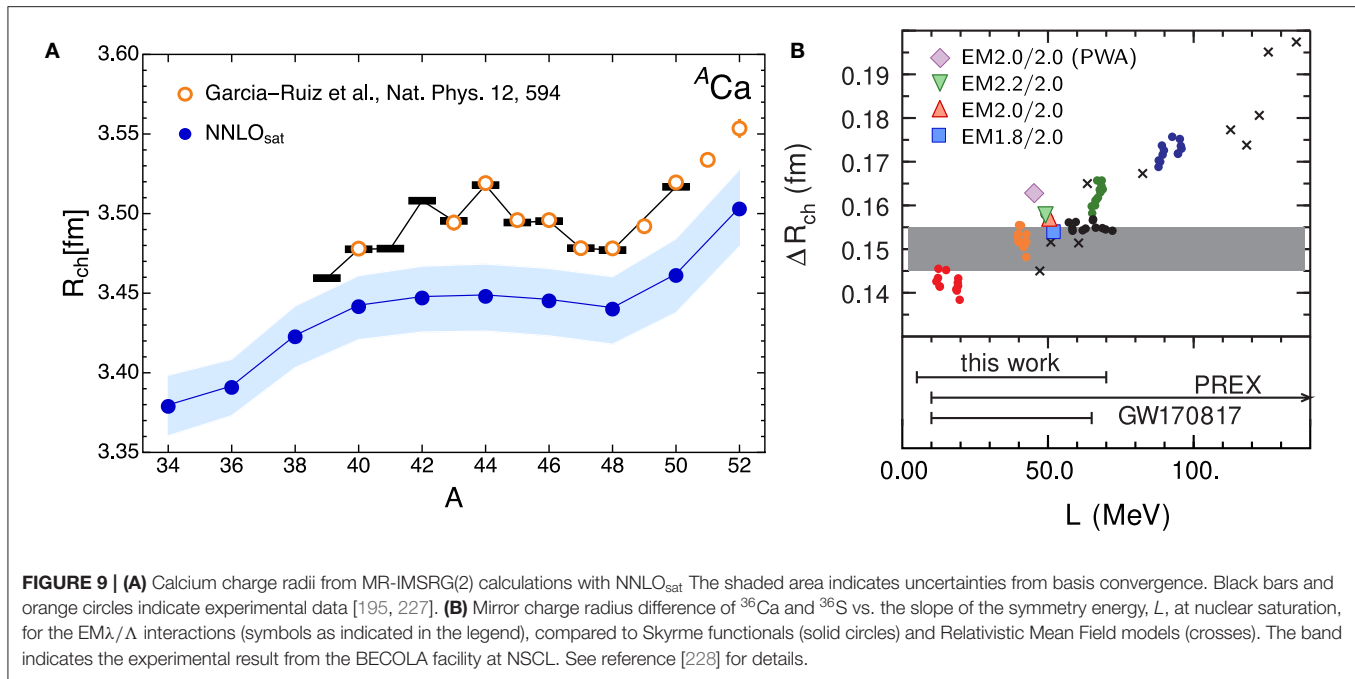 A
3.60
3.55
3.50
3.45
3.40
3.35
R_ch[fm]
Garcia–Ruiz et al., Nat. Phys. 12, 594
NNLO_sat
^ACa
34 36 38 40 42 44 46 48 50 52
A
B
EM2.0/2.0 (PWA)
EM2.2/2.0
EM2.0/2.0
EM1.8/2.0
0.19
0.18
0.17
0.16
0.15
0.14
Δ R_ch (fm)
this work
PREX
GW170817
0.00 50.0 100.
L (MeV)
FIGURE 9 | (A) Calcium charge radii from MR-IMSRG(2) calculations with NNLO_sat The shaded area indicates uncertainties from basis convergence. Black bars and
orange circles indicate experimental data [195, 227]. (B) Mirror charge radius difference of ³⁶Ca and ³⁶S vs. the slope of the symmetry energy, L, at nuclear saturation,
for the EMλ/Λ interactions (symbols as indicated in the legend), compared to Skyrme functionals (solid circles) and Relativistic Mean Field models (crosses). The band
indicates the experimental result from the BECOLA facility at NSCL. See reference [228] for details.